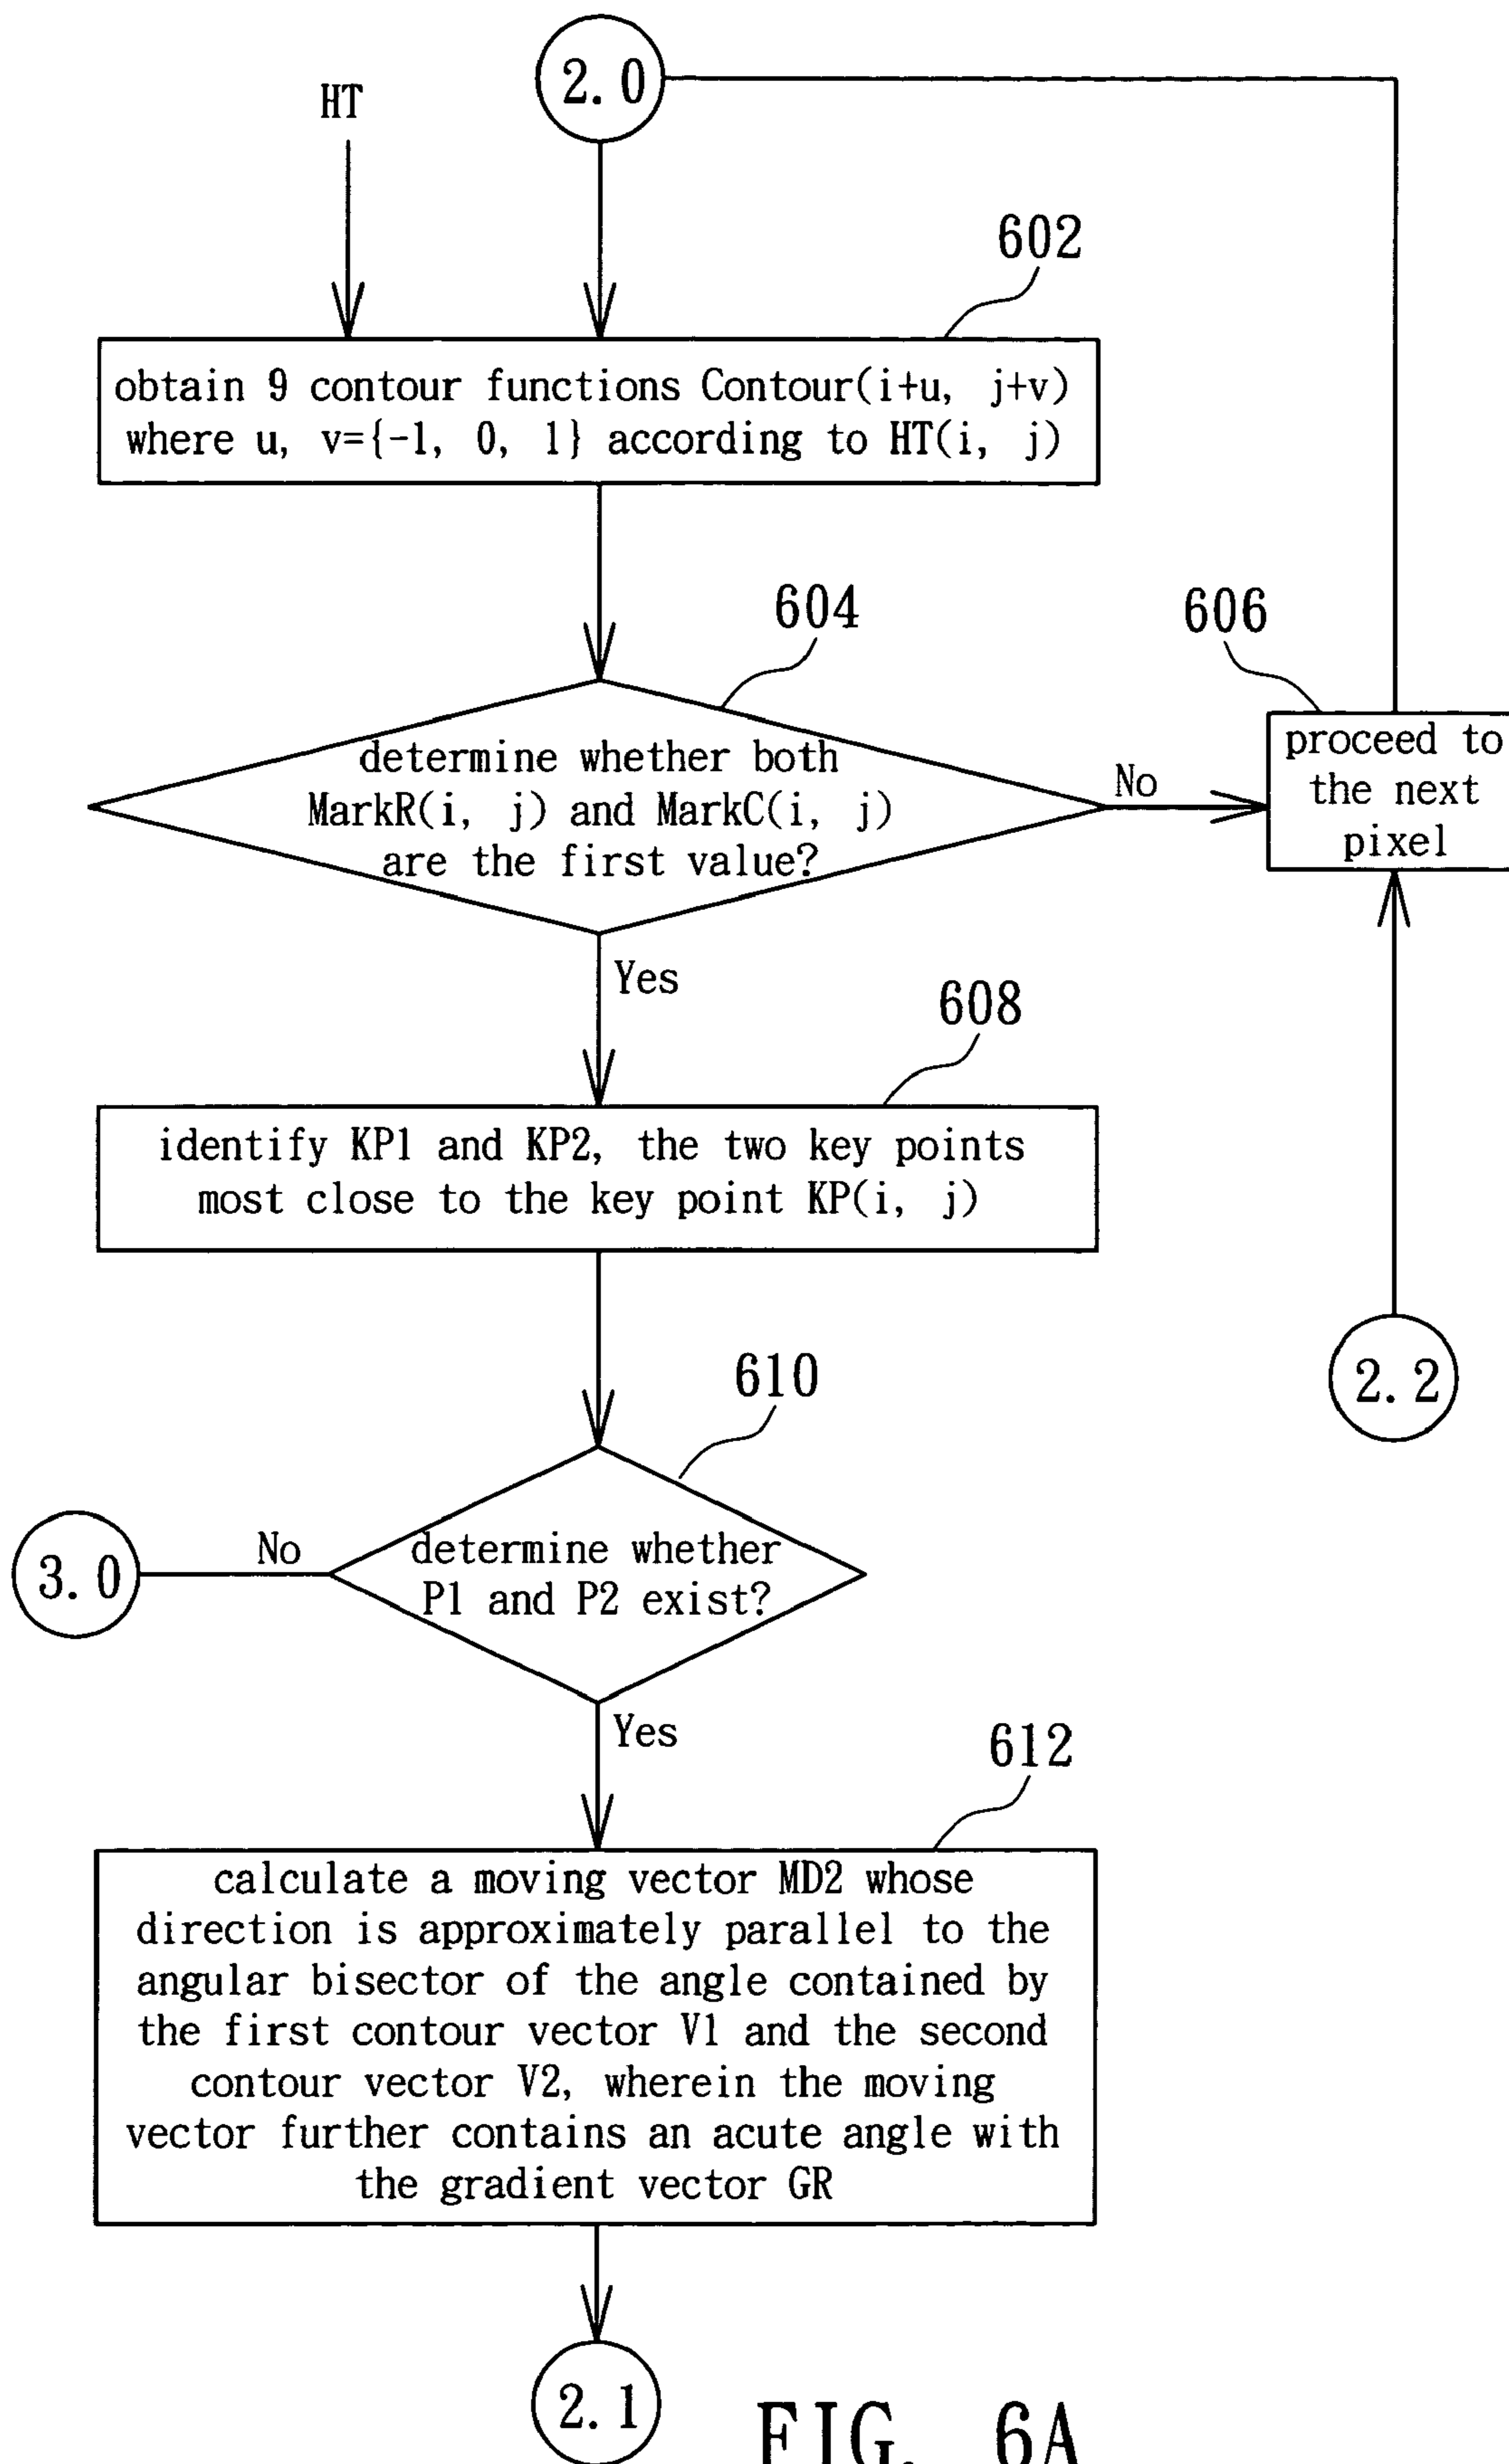 2.0
HT
602
obtain 9 contour functions Contour(i+u, j+v)
where u, v={-1, 0, 1} according to HT(i, j)
604
606
determine whether both
MarkR(i, j) and MarkC(i, j)
are the first value?
No
proceed to
the next
pixel
Yes
608
identify KP1 and KP2, the two key points
most close to the key point KP(i, j)
2.2
610
determine whether
P1 and P2 exist?
No
3.0
Yes
612
calculate a moving vector MD2 whose
direction is approximately parallel to the
angular bisector of the angle contained by
the first contour vector V1 and the second
contour vector V2, wherein the moving
vector further contains an acute angle with
the gradient vector GR
2.1
FIG. 6A